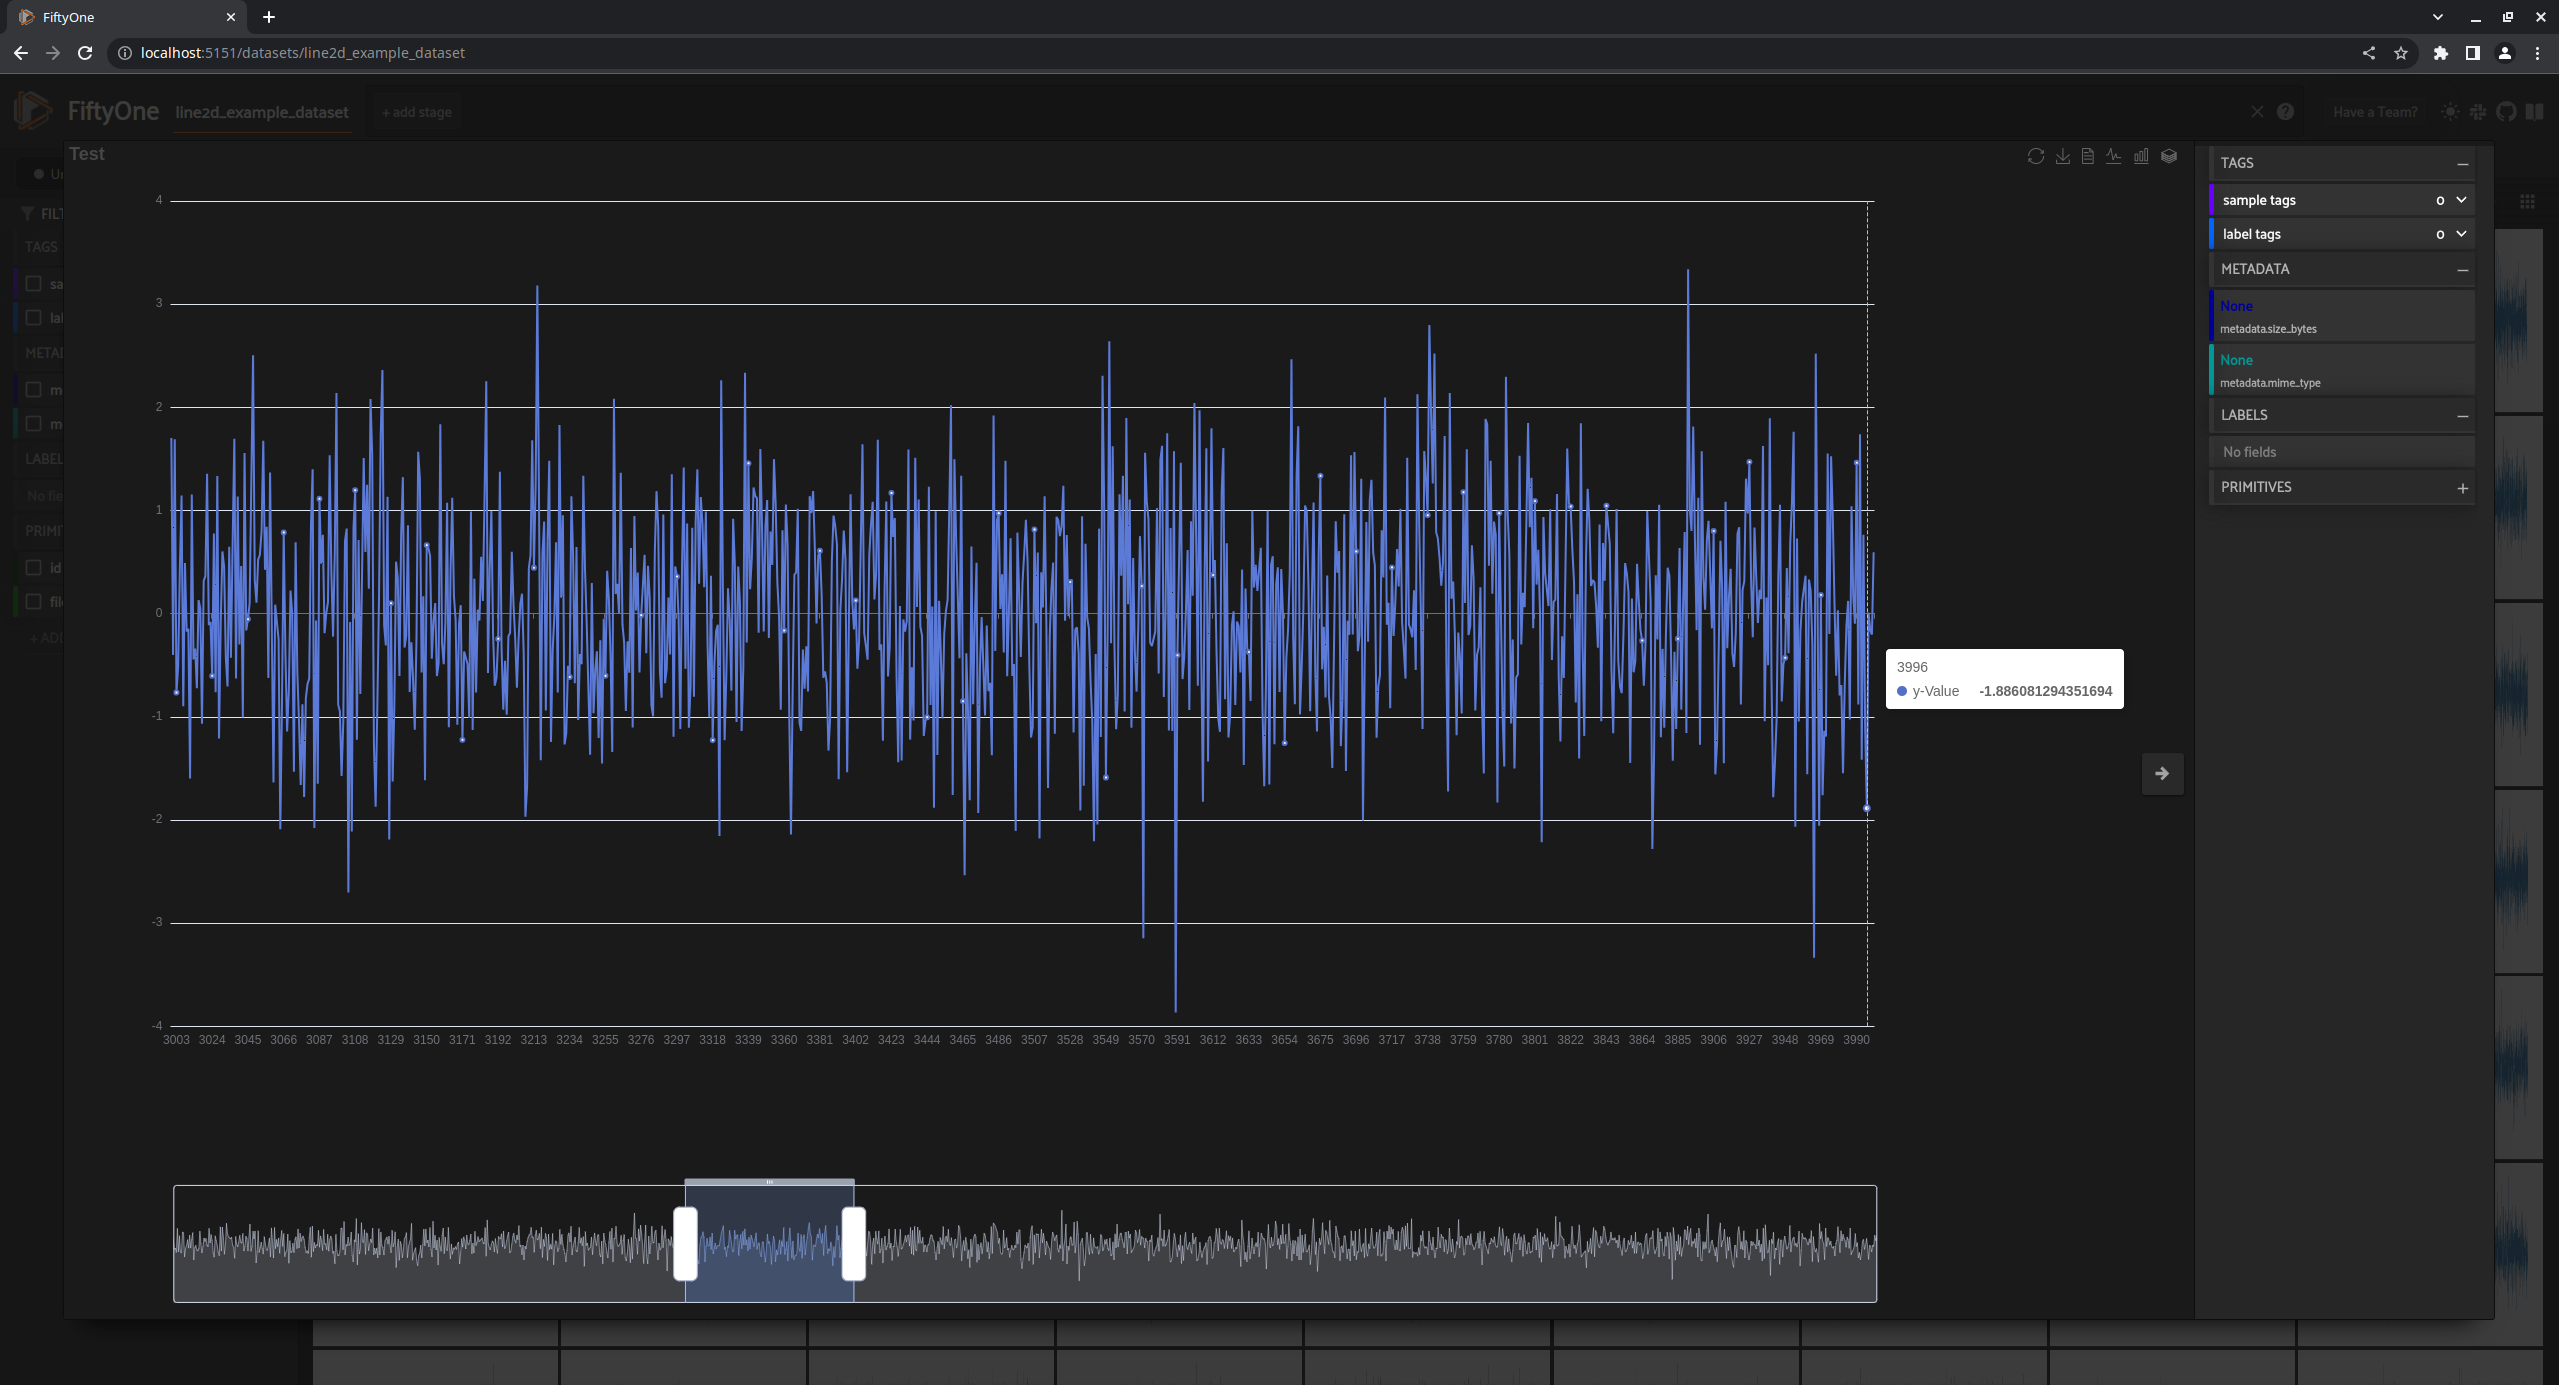 FiftyOne
localhost:5151/datasets/line2d_example_dataset
FiftyOne
line2d_example_dataset
+ add stage
Have a Team?
Test
4
3
2
1
0
-1
-2
-3
-4
3003 3024 3045 3066 3087 3108 3129 3150 3171 3192 3213 3234 3255 3276 3297 3318 3339 3360 3381 3402 3423 3444 3465 3486 3507 3528 3549 3570 3591 3612 3633 3654 3675 3696 3717 3738 3759 3780 3801 3822 3843 3864 3885 3906 3927 3948 3969 3990
3996
y-Value -1.886081294351694
TAGS
sample tags 0
label tags 0
METADATA
None
metadata.size_bytes
None
metadata.mime_type
LABELS
No fields
PRIMITIVES
FILT
TAGS
sa
lal
METAI
m
m
LABEL
No fie
PRIMIT
id
file
+ ADD